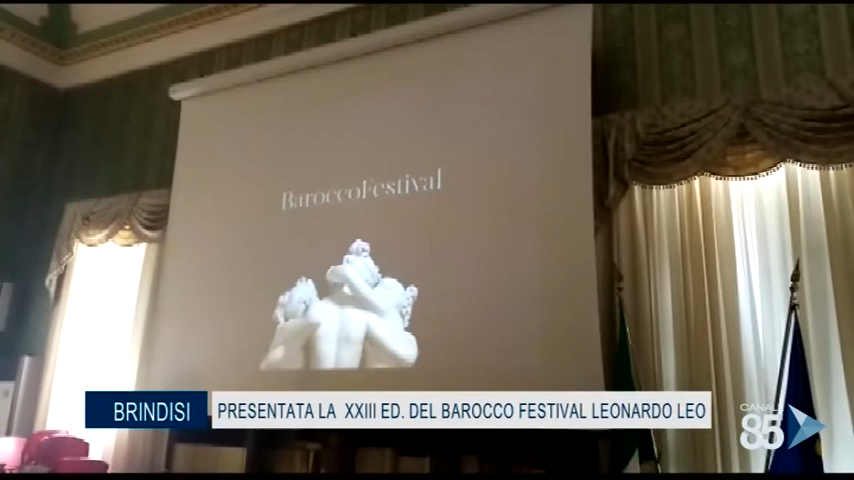 BaroccoFestival
BRINDISI
PRESENTATA LA XXIII ED. DEL BAROCCO FESTIVAL LEONARDO LEO
CANALE
85